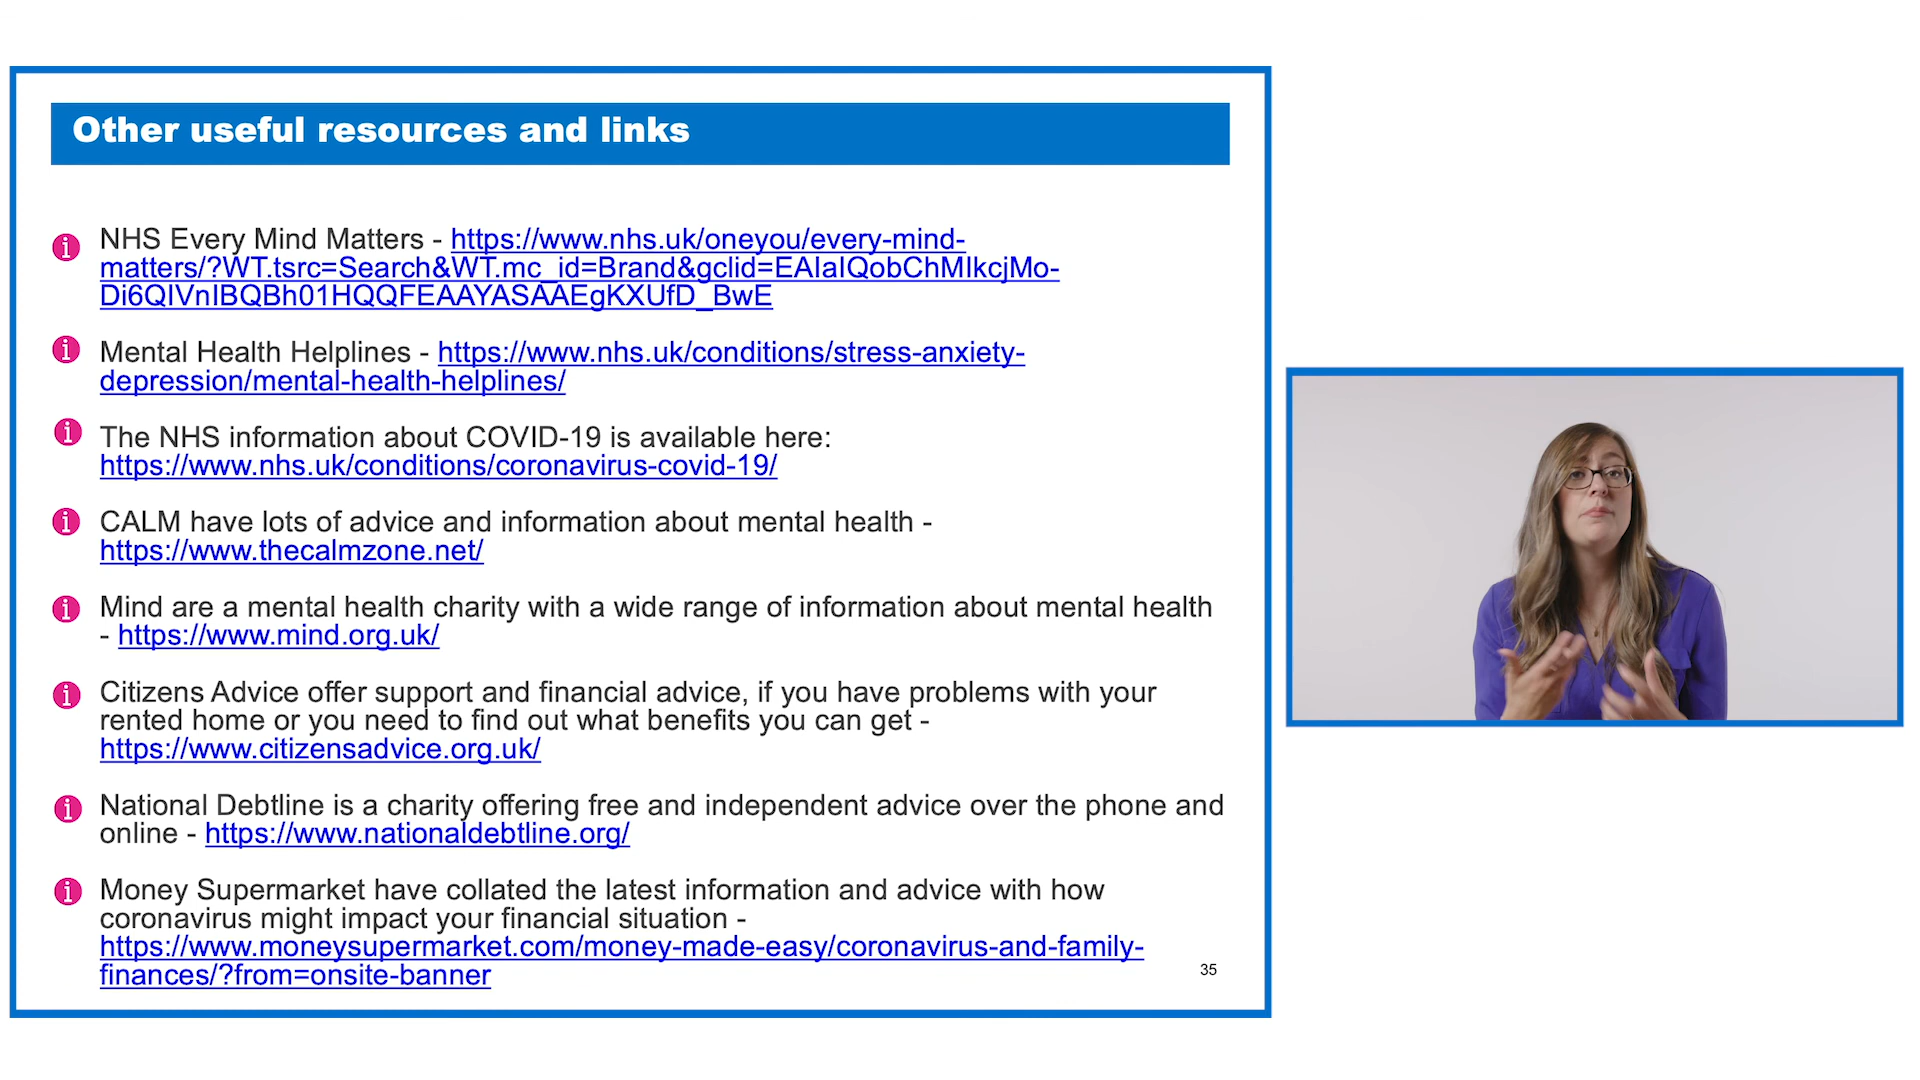 Other useful resources and links
NHS Every Mind Matters - https://www.nhs.uk/oneyou/every-mind-
matters/?WT.tsrc=Search&WT.mc_id=Brand&gclid=EAIaIQobChMIkcjMo-
Di6QIVnIBQBh01HQQFEAAYASAAEgKXUfD_BwE
Mental Health Helplines - https://www.nhs.uk/conditions/stress-anxiety-
depression/mental-health-helplines/
The NHS information about COVID-19 is available here:
https://www.nhs.uk/conditions/coronavirus-covid-19/
CALM have lots of advice and information about mental health -
https://www.thecalmzone.net/
Mind are a mental health charity with a wide range of information about mental health
- https://www.mind.org.uk/
Citizens Advice offer support and financial advice, if you have problems with your
rented home or you need to find out what benefits you can get -
https://www.citizensadvice.org.uk/
National Debtline is a charity offering free and independent advice over the phone and
online - https://www.nationaldebtline.org/
Money Supermarket have collated the latest information and advice with how
coronavirus might impact your financial situation -
https://www.moneysupermarket.com/money-made-easy/coronavirus-and-family-
finances/?from=onsite-banner
35